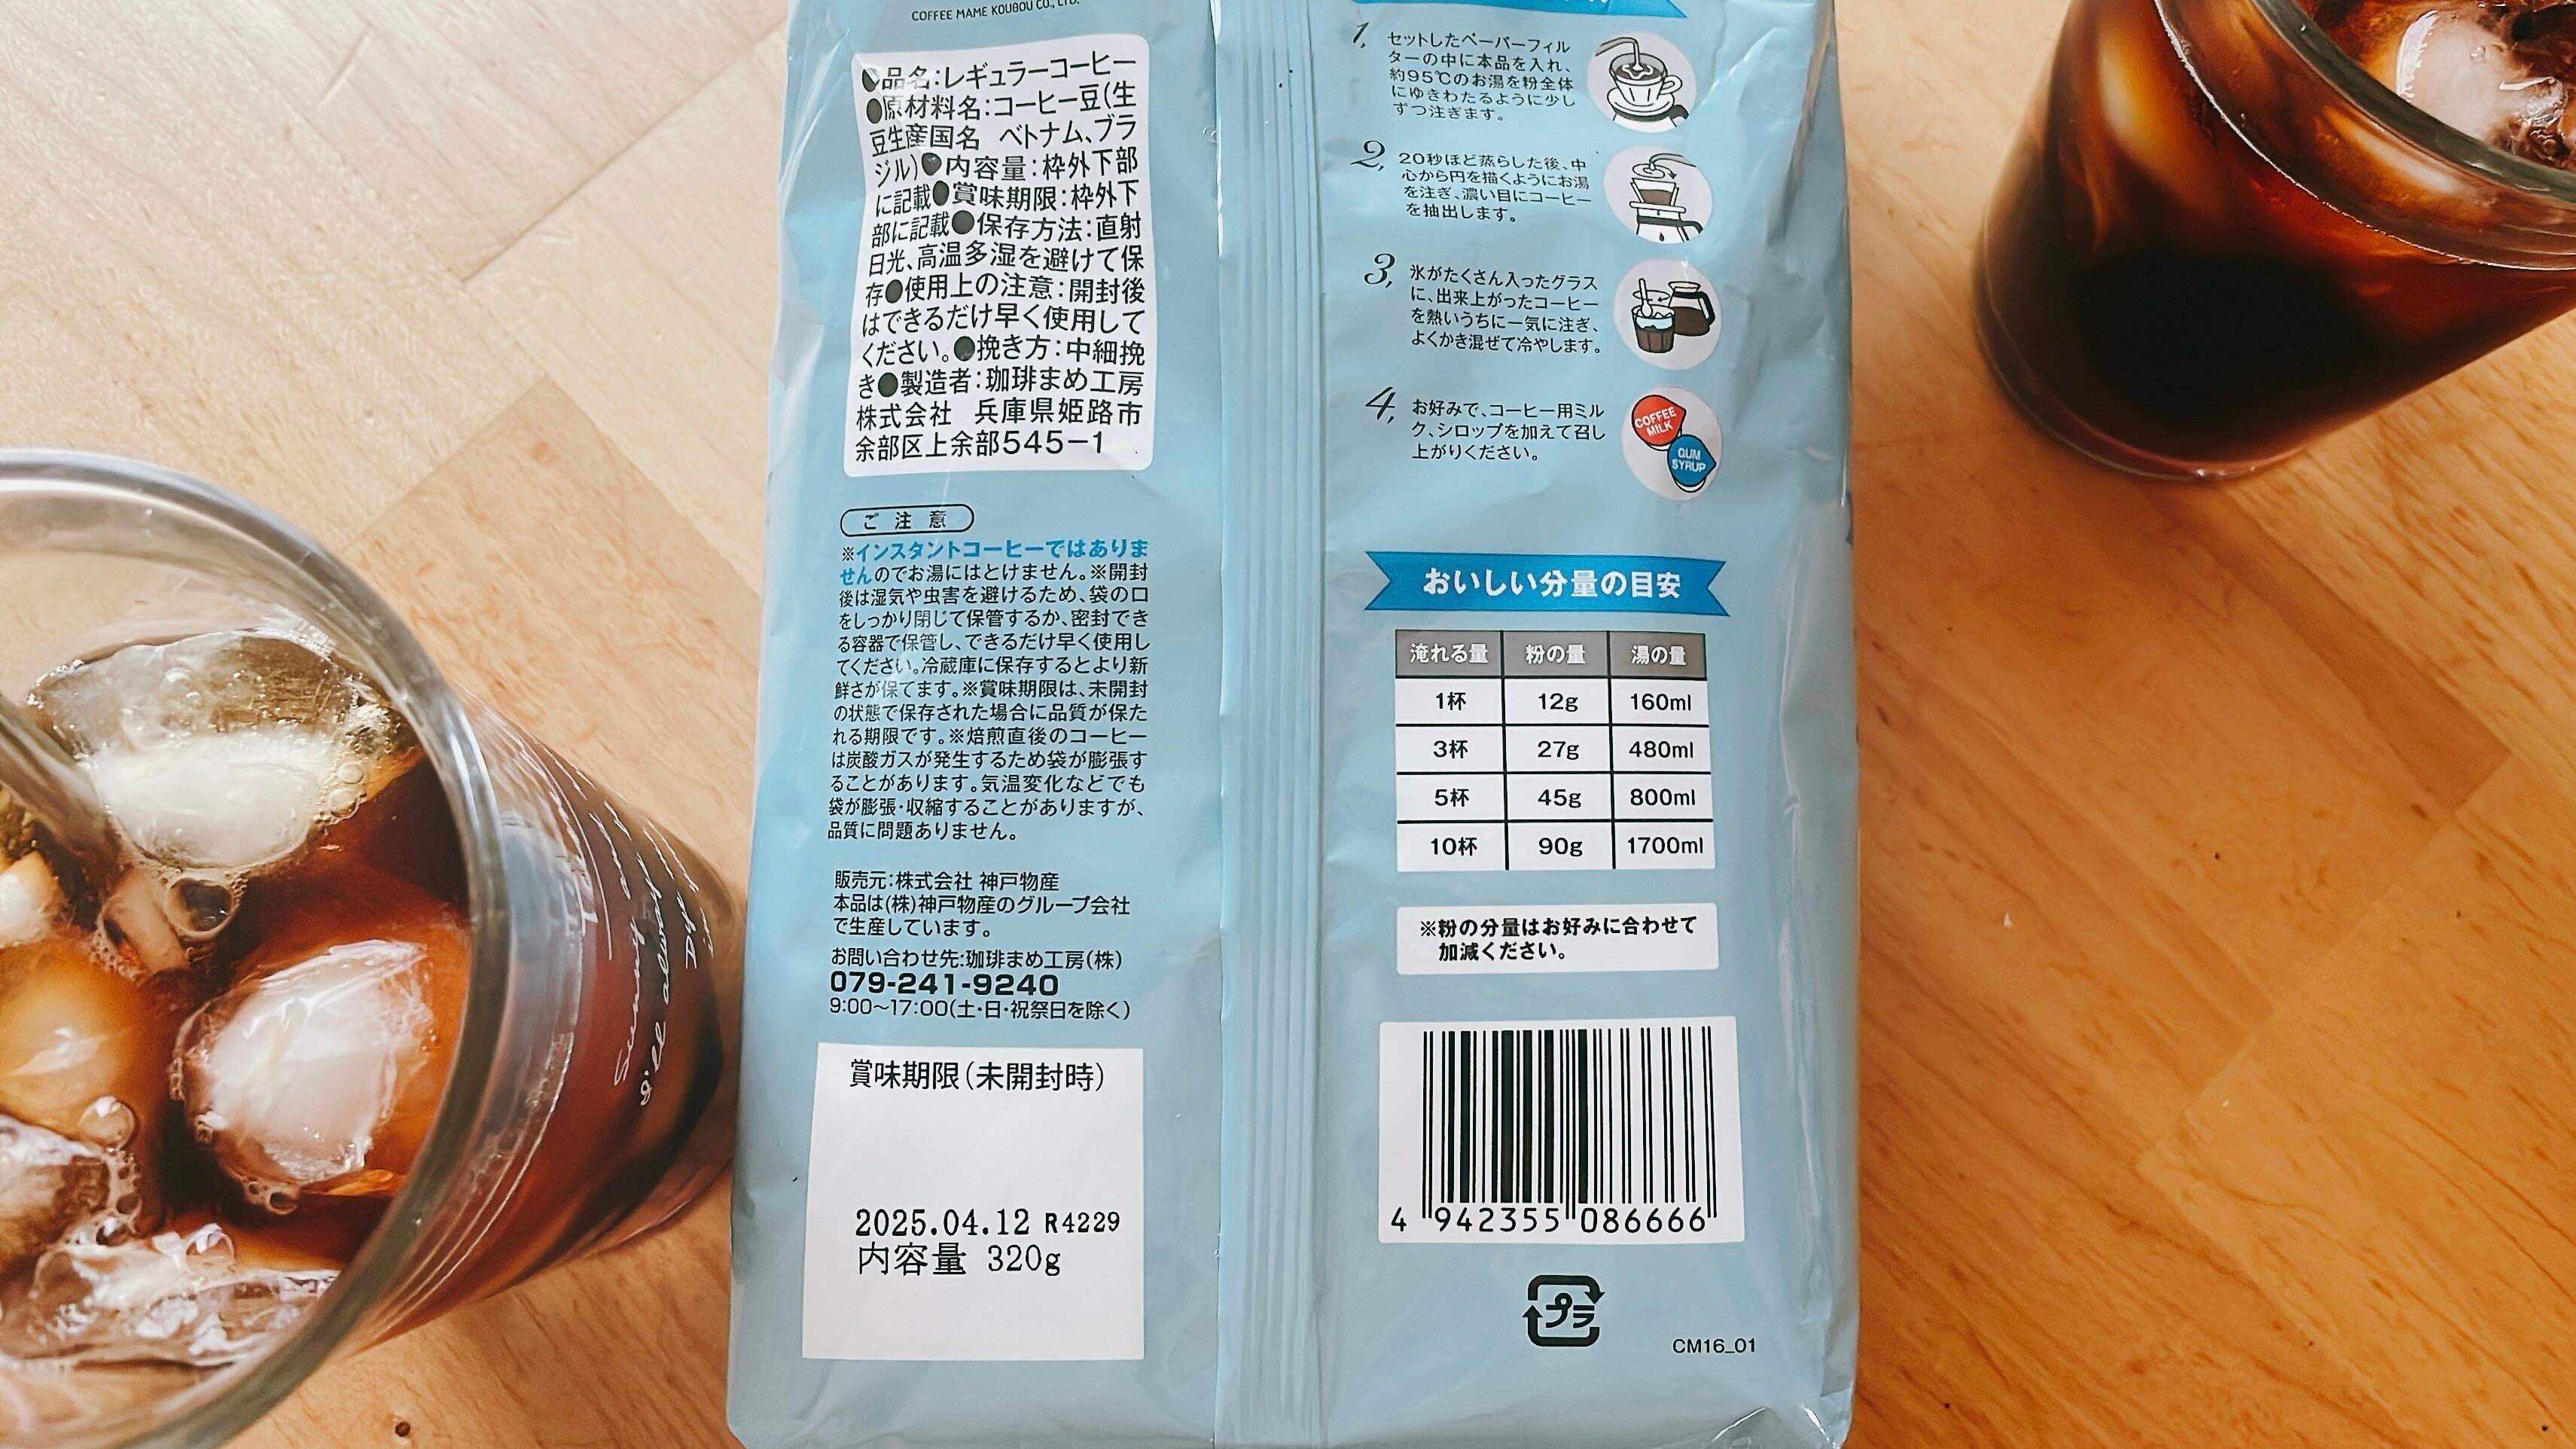 COFFEE MAME KOUBOU CO., LTD.
●品名:レギュラーコーヒー
●原材料名:コーヒー豆(生
豆生産国名 ベトナム、ブラ
ジル)●内容量:枠外下部
に記載●賞味期限:枠外下
部に記載●保存方法:直射
日光、高温多湿を避けて保
存●使用上の注意:開封後
はできるだけ早く使用して
ください。●挽き方:中細挽
き●製造者:珈琲まめ工房
株式会社 兵庫県姫路市
余部区上余部545-1
ご注意
※インスタントコーヒーではありま
せんのでお湯にはとけません。※開封
後は湿気や虫害を避けるため、袋の口
をしっかり閉じて保管するか、密封でき
る容器で保管し、できるだけ早く使用し
てください。冷蔵庫に保存するとより新
鮮さが保てます。※賞味期限は、未開封
の状態で保存された場合に品質が保た
れる期限です。※焙煎直後のコーヒー
は炭酸ガスが発生するため袋が膨張す
ることがあります。気温変化などでも
袋が膨張・収縮することがありますが、
品質に問題ありません。
販売元:株式会社 神戸物産
本品は(株)神戸物産のグループ会社
で生産しています。
お問い合わせ先:珈琲まめ工房(株)
079-241-9240
9:00〜17:00(土・日・祝祭日を除く)
賞味期限(未開封時)
2025.04.12 R4229
内容量 320g
1, セットしたペーパーフィル
ターの中に本品を入れ、
約95℃のお湯を粉全体
にゆきわたるように少し
ずつ注ぎます。
2, 20秒ほど蒸らした後、中
心から円を描くようにお湯
を注ぎ、濃い目にコーヒー
を抽出します。
3, 氷がたくさん入ったグラス
に、出来上がったコーヒー
を熱いうちに一気に注ぎ、
よくかき混ぜて冷やします。
4, お好みで、コーヒー用ミル
ク、シロップを加えて召し
上がりください。
COFFEE
MILK
GUM
SYRUP
おいしい分量の目安
淹れる量 粉の量 湯の量
1杯 12g 160ml
3杯 27g 480ml
5杯 45g 800ml
10杯 90g 1700ml
※粉の分量はお好みに合わせて
加減ください。
4 942355 086666
プラ
CM16_01
Sunny
I'll always